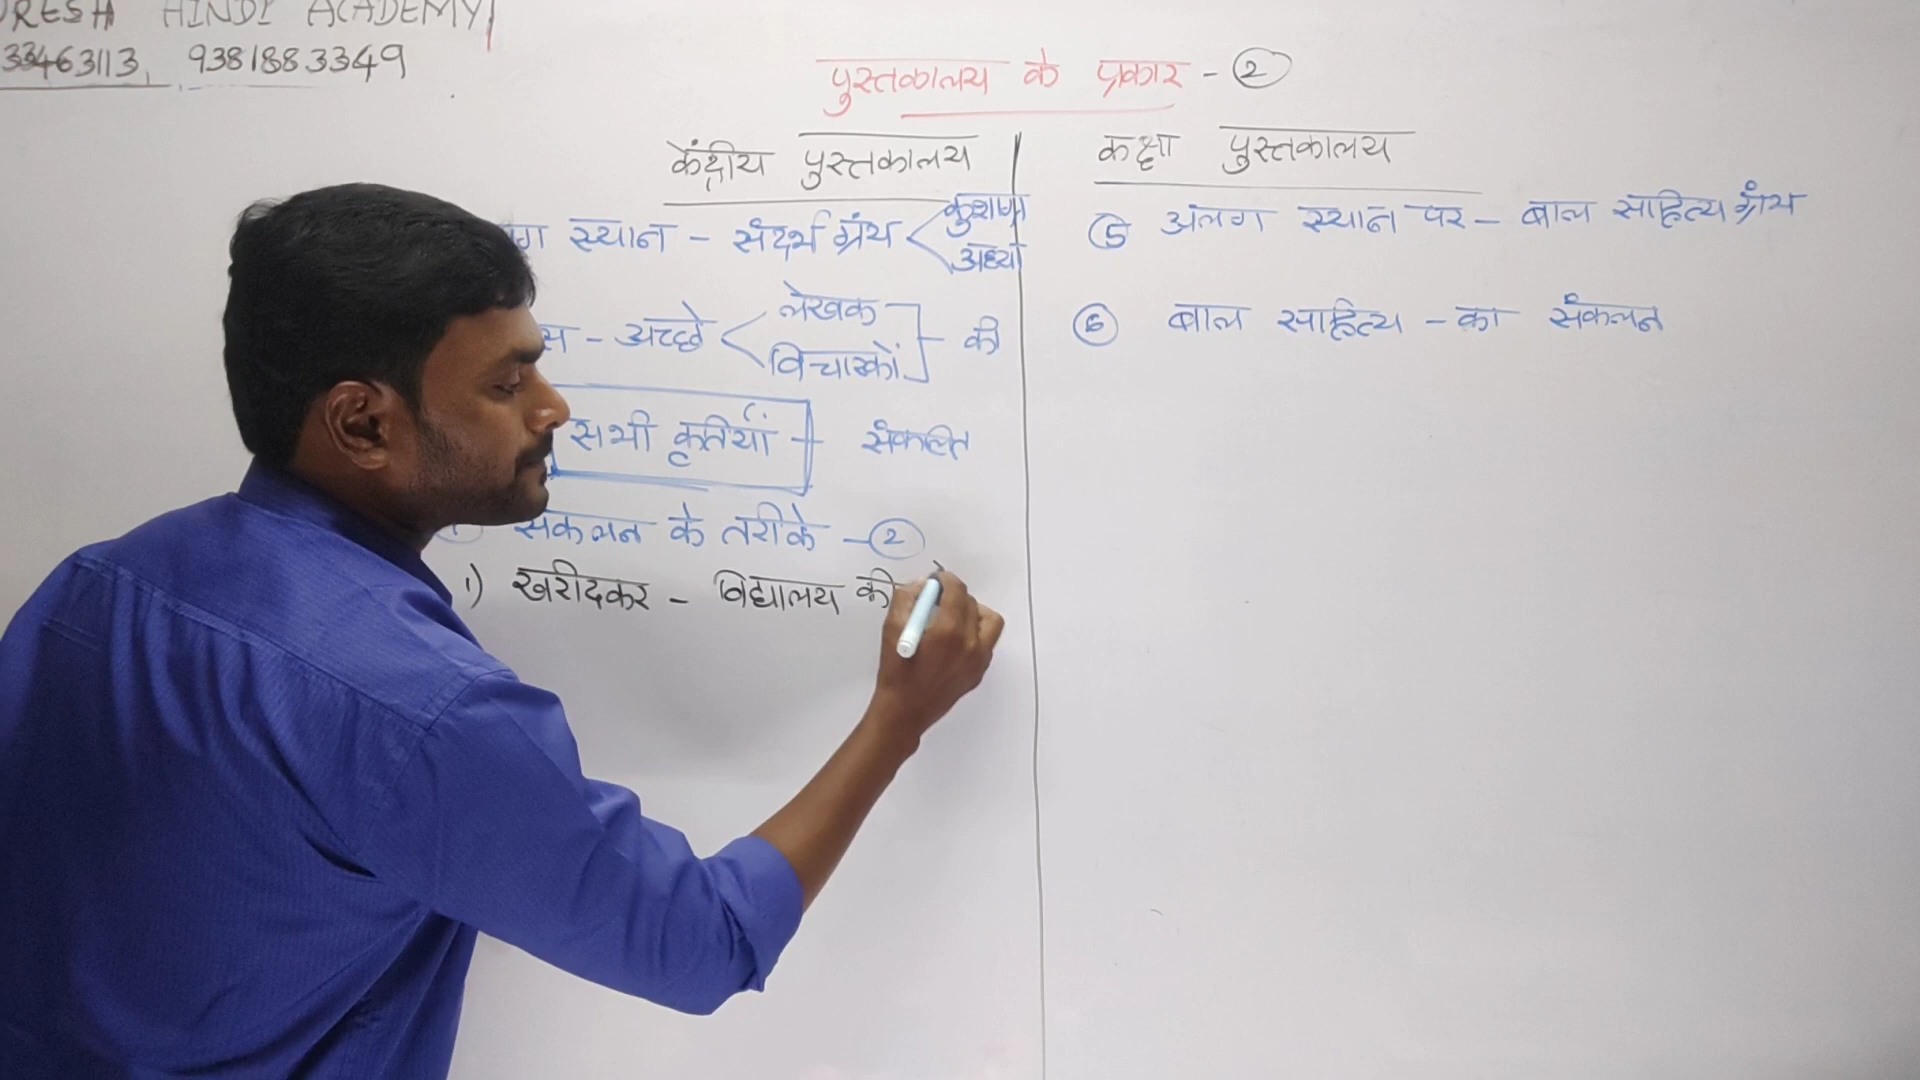 HINDI ACADEMY
33463113, 9381883349
पुस्तकालय के प्रकार - 2
केंद्रीय पुस्तकालय
स्थान - संदर्भ ग्रंथ
अच्छे लेखक विचारकों की
सभी कृतियाँ संकलित
संकलन के तरीके - 2
1) खरीदकर - विद्यालय की
कक्षा पुस्तकालय
5 अलग स्थान पर - बाल साहित्य ग्रंथ
6 बाल साहित्य - का संकलन